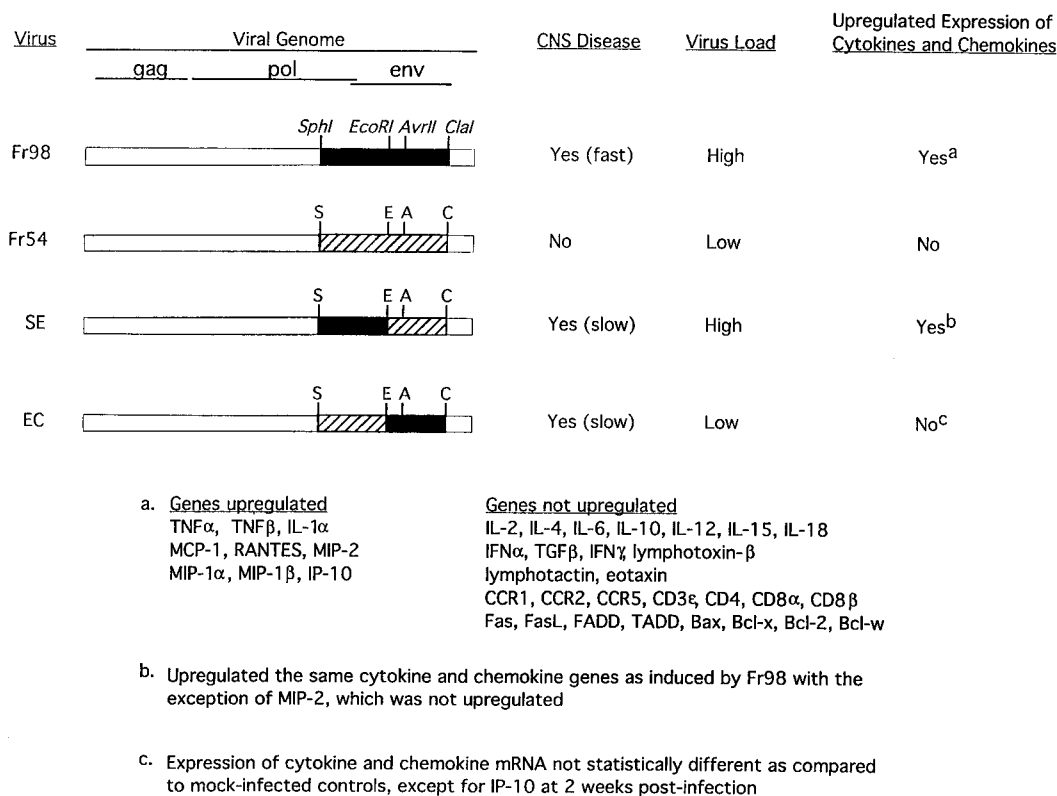 Virus Viral Genome CNS Disease Virus Load Upregulated Expression of
Cytokines and Chemokines
gag pol env
SphI EcoRI AvrII ClaI
Fr98 Yes (fast) High Yesa
S E A C
Fr54 No Low No
S E A C
SE Yes (slow) High Yesb
S E A C
EC Yes (slow) Low Noc
a. Genes upregulated
TNFα, TNFβ, IL-1α
MCP-1, RANTES, MIP-2
MIP-1α, MIP-1β, IP-10
Genes not upregulated
IL-2, IL-4, IL-6, IL-10, IL-12, IL-15, IL-18
IFNα, TGFβ, IFNγ, lymphotoxin-β
lymphotactin, eotaxin
CCR1, CCR2, CCR5, CD3ε, CD4, CD8α, CD8β
Fas, FasL, FADD, TADD, Bax, Bcl-x, Bcl-2, Bcl-w
b. Upregulated the same cytokine and chemokine genes as induced by Fr98 with the
exception of MIP-2, which was not upregulated
c. Expression of cytokine and chemokine mRNA not statistically different as compared
to mock-infected controls, except for IP-10 at 2 weeks post-infection